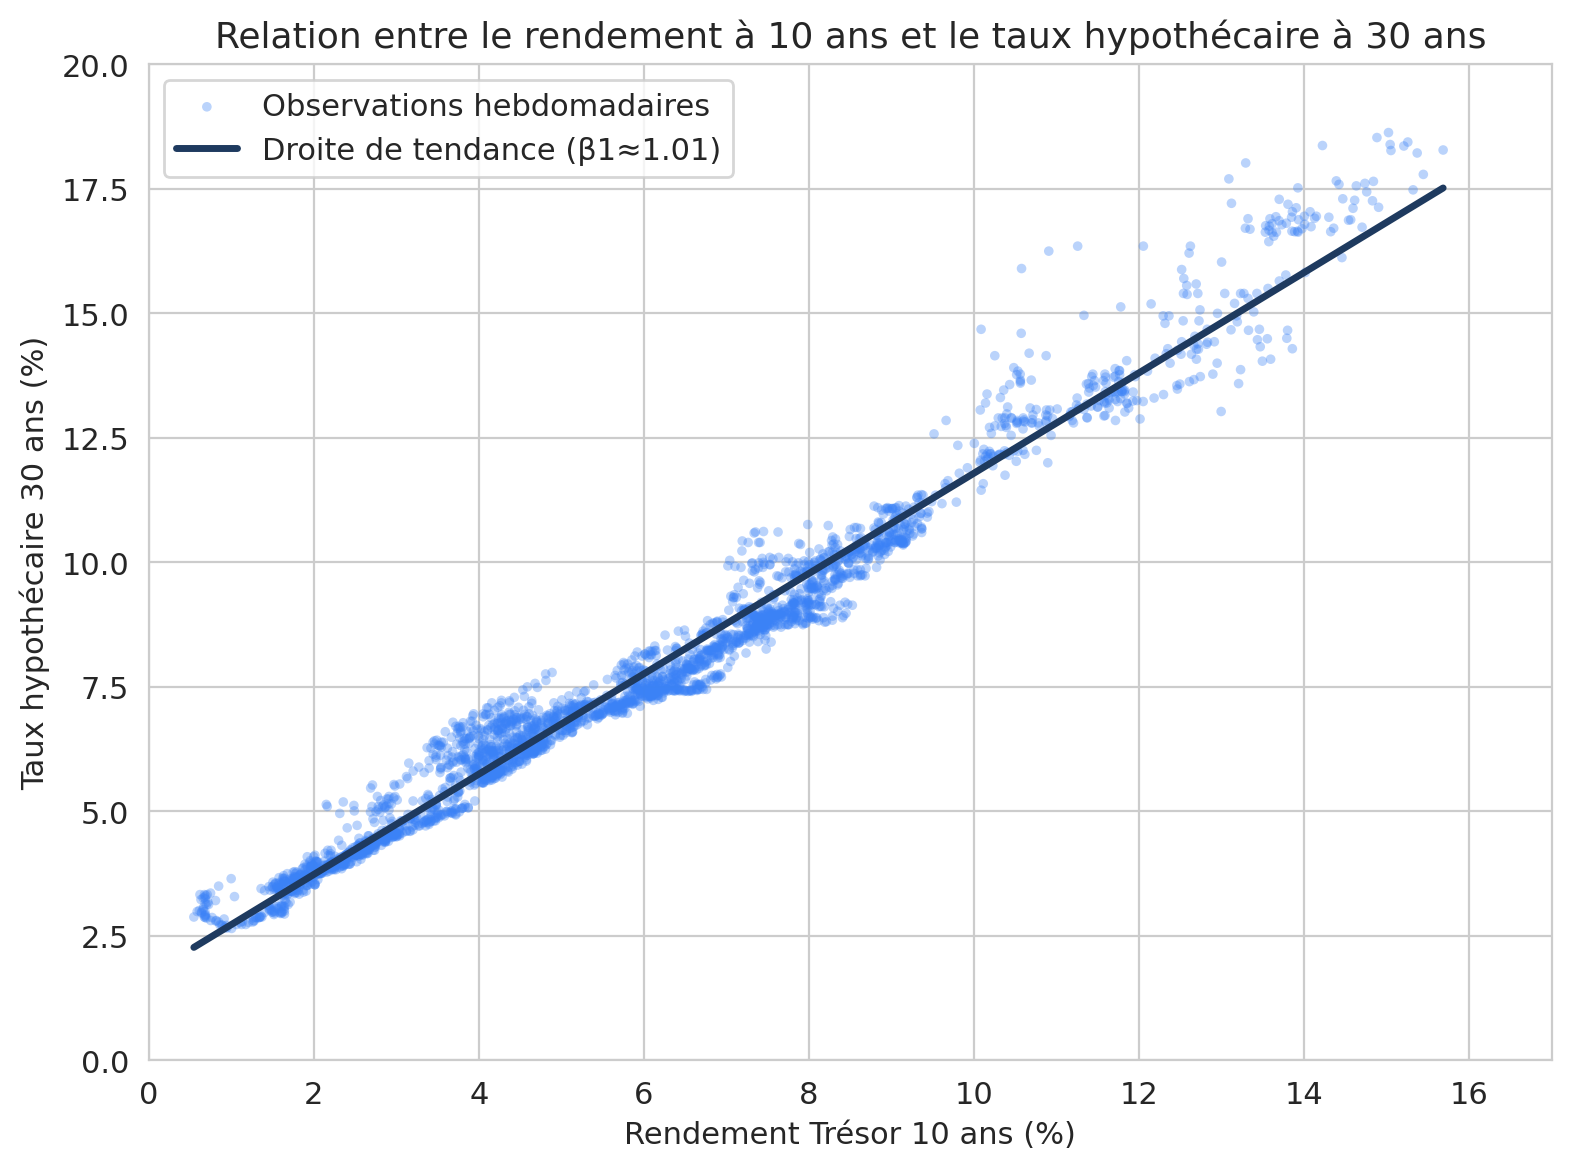 Relation entre le rendement à 10 ans et le taux hypothécaire à 30 ans
Observations hebdomadaires
Droite de tendance (β1≈1.01)
20.0
17.5
15.0
12.5
10.0
7.5
5.0
2.5
0.0
Taux hypothécaire 30 ans (%)
0 2 4 6 8 10 12 14 16
Rendement Trésor 10 ans (%)